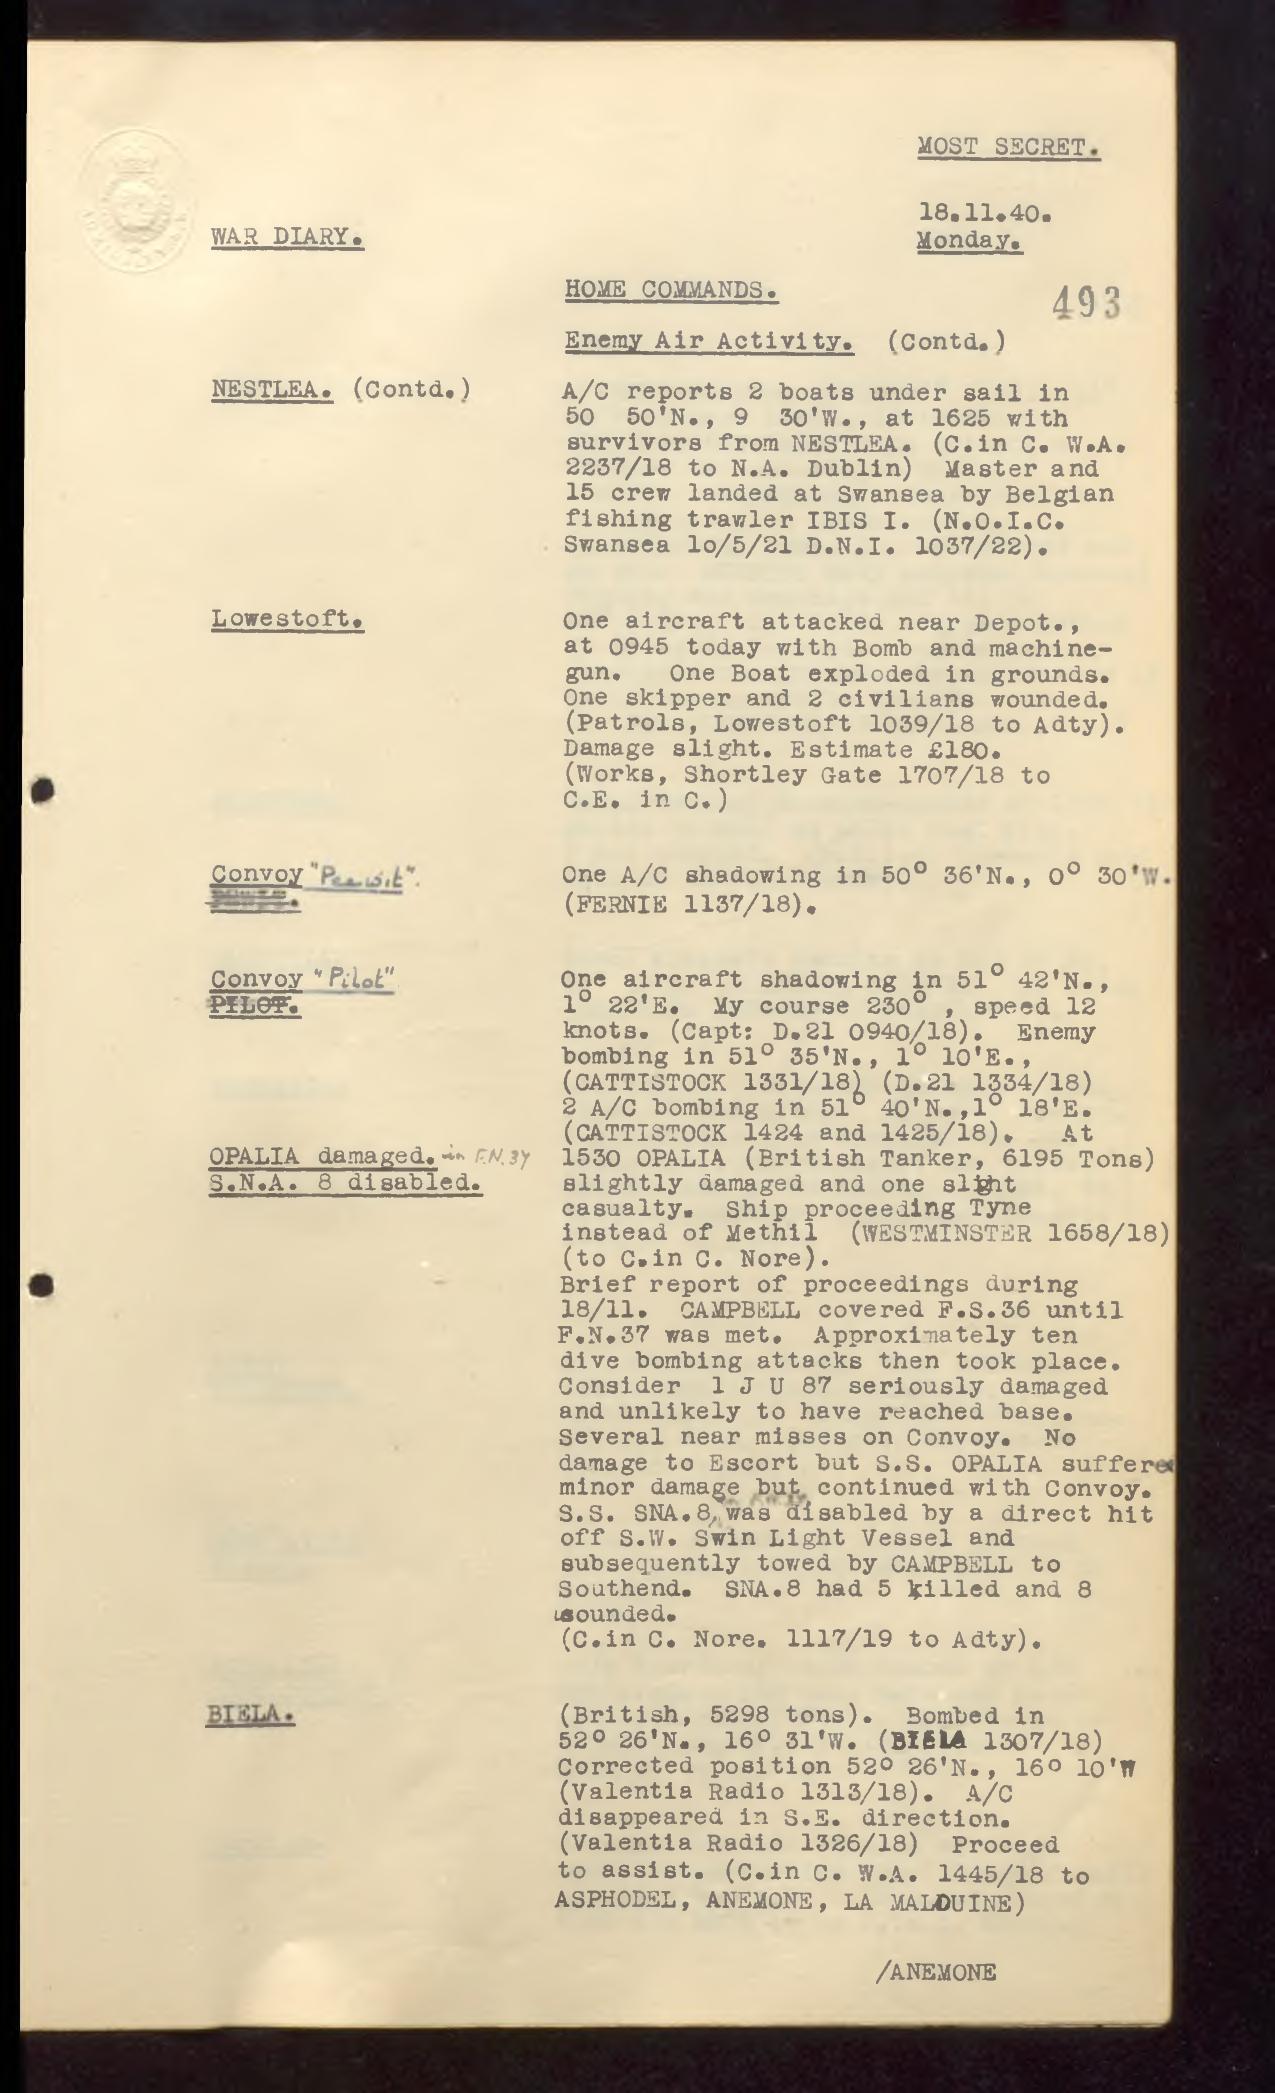 MOST SECRET.
18.11.40.
WAR DIARY.
Monday.
HOME COMMANDS.
493
Enemy Air Activity. (Contd.)
NESTLEA. (Contd.)
A/C reports 2 boats under sail in
50 50'N., 9 30'W., at 1625 with
survivors from NESTLEA. (C.in C. W.A.
2237/18 to N.A. Dublin) Master and
15 crew landed at Swansea by Belgian
fishing trawler IBIS I. (N.O.I.C.
Swansea 1o/5/21 D.N.I. 1037/22).
Lowestoft.
One aircraft attacked near Depot.,
at 0945 today with Bomb and machine-
gun. One Boat exploded in grounds.
One skipper and 2 civilians wounded.
(Patrols, Lowestoft 1039/18 to Adty).
Damage slight. Estimate £180.
(Works, Shortley Gate 1707/18 to
C.E. in C.)
Convoy "Peewit".
One A/C shadowing in 50° 36'N., 0° 30'W.
(FERNIE 1137/18).
Convoy "Pilot"
PILOT.
One aircraft shadowing in 51° 42'N.,
1° 22'E. My course 230° , speed 12
knots. (Capt: D.21 0940/18). Enemy
bombing in 51° 35'N., 1° 10'E.,
(CATTISTOCK 1331/18) (D.21 1334/18)
2 A/C bombing in 51° 40'N.,1° 18'E.
(CATTISTOCK 1424 and 1425/18). At
OPALIA damaged. in F.N.34
S.N.A. 8 disabled.
1530 OPALIA (British Tanker, 6195 Tons)
slightly damaged and one slight
casualty. Ship proceeding Tyne
instead of Methil (WESTMINSTER 1658/18)
(to C.in C. Nore).
Brief report of proceedings during
18/11. CAMPBELL covered F.S.36 until
F.N.37 was met. Approximately ten
dive bombing attacks then took place.
Consider 1 J U 87 seriously damaged
and unlikely to have reached base.
Several near misses on Convoy. No
damage to Escort but S.S. OPALIA suffered
minor damage but continued with Convoy.
S.S. SNA.8, was disabled by a direct hit
off S.W. Swin Light Vessel and
subsequently towed by CAMPBELL to
Southend. SNA.8 had 5 killed and 8
wounded.
(C.in C. Nore. 1117/19 to Adty).
BIELA.
(British, 5298 tons). Bombed in
52° 26'N., 16° 31'W. (BIELA 1307/18)
Corrected position 52° 26'N., 16° 10'W
(Valentia Radio 1313/18). A/C
disappeared in S.E. direction.
(Valentia Radio 1326/18) Proceed
to assist. (C.in C. W.A. 1445/18 to
ASPHODEL, ANEMONE, LA MALOUINE)
/ANEMONE